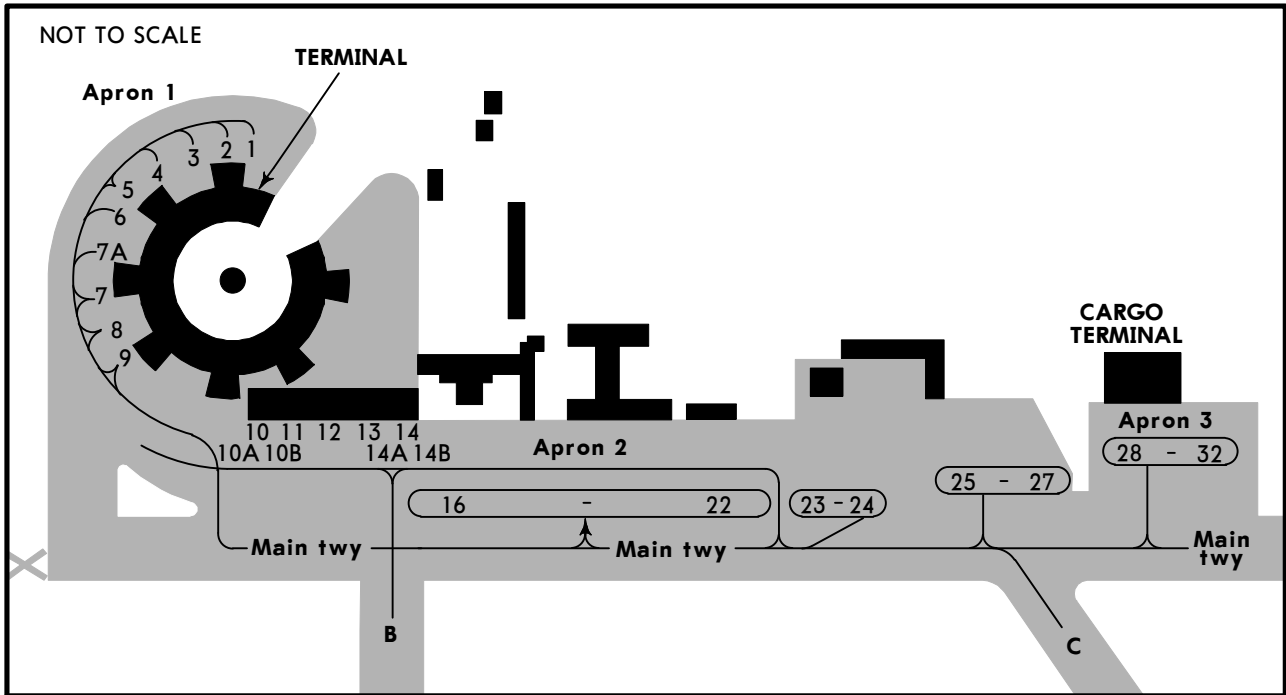 NOT TO SCALE
TERMINAL
Apron 1
1
2
3
4
5
6
7A
7
8
9
CARGO
TERMINAL
10 11 12 13 14
10A 10B 14A 14B
Apron 2
Apron 3
28 - 32
25 - 27
16 - 22
23 - 24
Main twy
Main twy
Main
twy
B
C